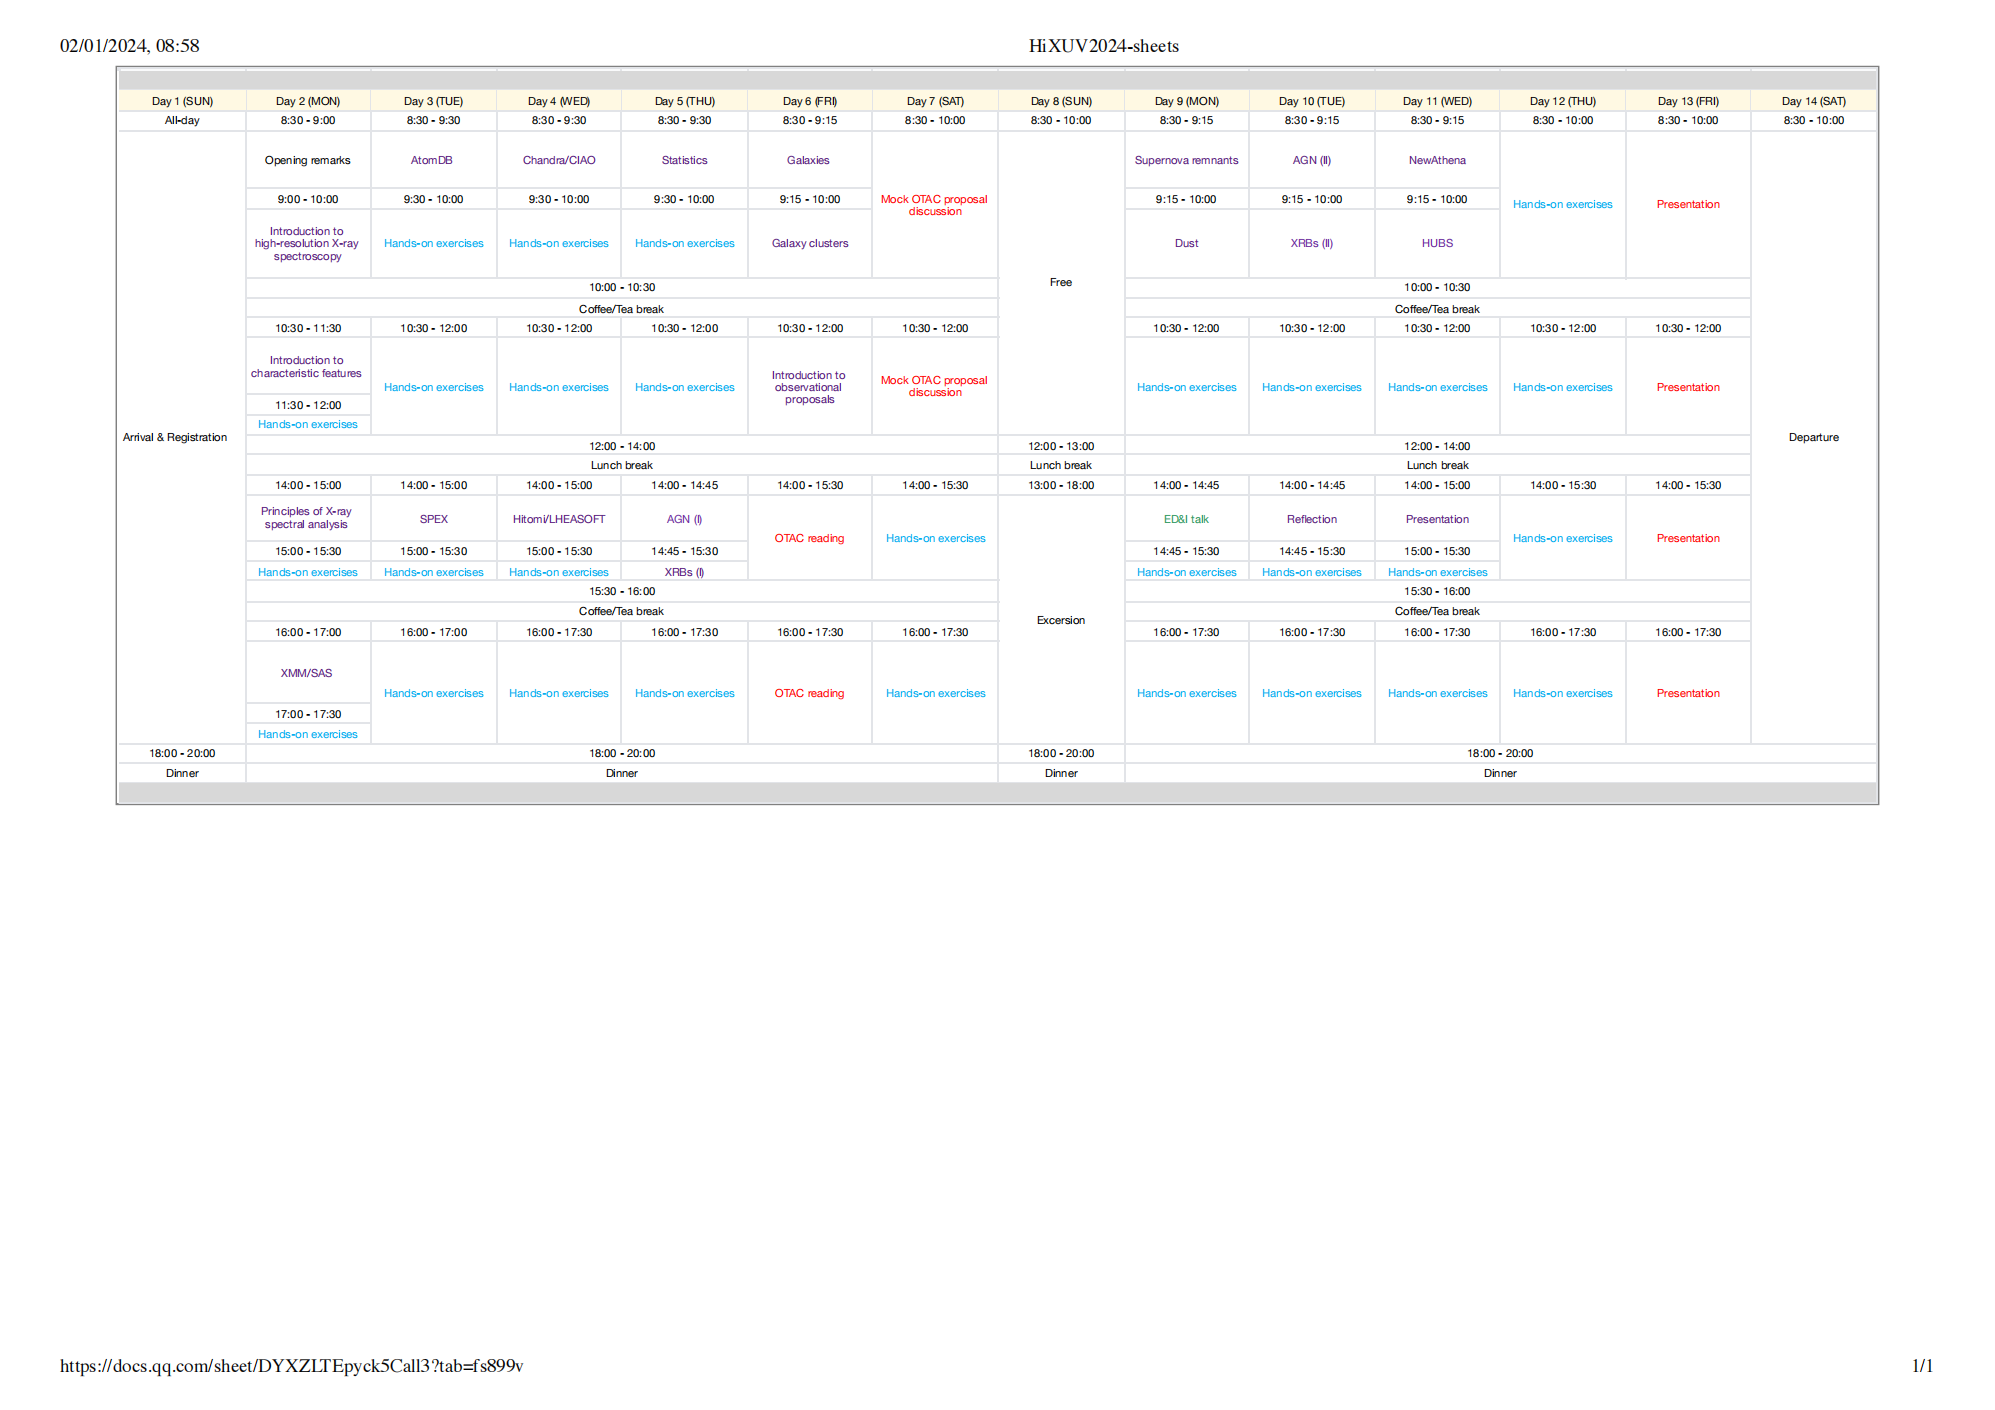 02/01/2024, 08:58 HiXUV2024-sheets
Day 1 (SUN) Day 2 (MON) Day 3 (TUE) Day 4 (WED) Day 5 (THU) Day 6 (FRI) Day 7 (SAT) Day 8 (SUN) Day 9 (MON) Day 10 (TUE) Day 11 (WED) Day 12 (THU) Day 13 (FRI) Day 14 (SAT)
All-day 8:30 - 9:00 8:30 - 9:30 8:30 - 9:30 8:30 - 9:30 8:30 - 9:15 8:30 - 10:00 8:30 - 10:00 8:30 - 9:15 8:30 - 9:15 8:30 - 9:15 8:30 - 10:00 8:30 - 10:00 8:30 - 10:00
Opening remarks AtomDB Chandra/CIAO Statistics Galaxies Supernova remnants AGN (II) NewAthena
9:00 - 10:00 9:30 - 10:00 9:30 - 10:00 9:30 - 10:00 9:15 - 10:00 Mock OTAC proposal 9:15 - 10:00 9:15 - 10:00 9:15 - 10:00
discussion
Hands-on exercises Presentation
Introduction to
high-resolution X-ray Hands-on exercises Hands-on exercises Hands-on exercises Galaxy clusters Dust XRBs (II) HUBS
spectroscopy
Free
10:00 - 10:30 10:00 - 10:30
Coffee/Tea break Coffee/Tea break
10:30 - 11:30 10:30 - 12:00 10:30 - 12:00 10:30 - 12:00 10:30 - 12:00 10:30 - 12:00 10:30 - 12:00 10:30 - 12:00 10:30 - 12:00 10:30 - 12:00 10:30 - 12:00
Introduction to
characteristic features
Introduction to Mock OTAC proposal
Hands-on exercises Hands-on exercises Hands-on exercises observational discussion Hands-on exercises Hands-on exercises Hands-on exercises Hands-on exercises Presentation
proposals
11:30 - 12:00
Hands-on exercises
Arrival & Registration Departure
12:00 - 14:00 12:00 - 13:00 12:00 - 14:00
Lunch break Lunch break Lunch break
14:00 - 15:00 14:00 - 15:00 14:00 - 15:00 14:00 - 14:45 14:00 - 15:30 14:00 - 15:30 13:00 - 18:00 14:00 - 14:45 14:00 - 14:45 14:00 - 15:00 14:00 - 15:30 14:00 - 15:30
Principles of X-ray
spectral analysis SPEX Hitomi/LHEASOFT AGN (I) ED&I talk Reflection Presentation
OTAC reading Hands-on exercises Hands-on exercises Presentation
15:00 - 15:30 15:00 - 15:30 15:00 - 15:30 14:45 - 15:30 14:45 - 15:30 14:45 - 15:30 15:00 - 15:30
Hands-on exercises Hands-on exercises Hands-on exercises XRBs (I) Hands-on exercises Hands-on exercises Hands-on exercises
15:30 - 16:00 15:30 - 16:00
Coffee/Tea break Coffee/Tea break
Excersion
16:00 - 17:00 16:00 - 17:00 16:00 - 17:30 16:00 - 17:30 16:00 - 17:30 16:00 - 17:30 16:00 - 17:30 16:00 - 17:30 16:00 - 17:30 16:00 - 17:30 16:00 - 17:30
XMM/SAS
Hands-on exercises Hands-on exercises Hands-on exercises OTAC reading Hands-on exercises Hands-on exercises Hands-on exercises Hands-on exercises Hands-on exercises Presentation
17:00 - 17:30
Hands-on exercises
18:00 - 20:00 18:00 - 20:00 18:00 - 20:00 18:00 - 20:00
Dinner Dinner Dinner Dinner
https://docs.qq.com/sheet/DYXZLTEpyck5Call3?tab=fs899v 1/1